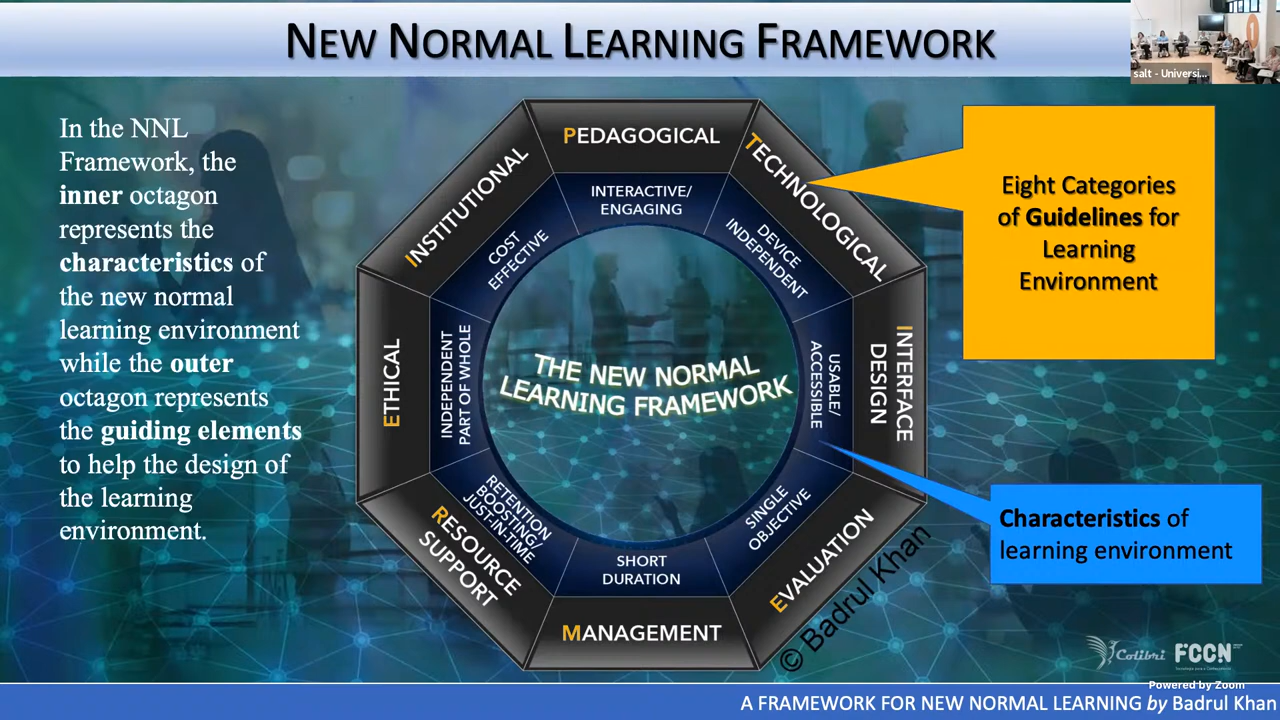 NEW NORMAL LEARNING FRAMEWORK
salt - Universi...
In the NNL
Framework, the
inner octagon
represents the
characteristics of
the new normal
learning environment
while the outer
octagon represents
the guiding elements
to help the design of
the learning
environment.
PEDAGOGICAL
TECHNOLOGICAL
INTERFACE
DESIGN
EVALUATION
MANAGEMENT
RESOURCE
SUPPORT
ETHICAL
INSTITUTIONAL
INTERACTIVE/
ENGAGING
DEVICE
INDEPENDENT
USABLE/
ACCESSIBLE
SINGLE
OBJECTIVE
SHORT
DURATION
RETENTION
BOOSTING/
JUST-IN-TIME
INDEPENDENT
PART OF WHOLE
COST
EFFECTIVE
THE NEW NORMAL
LEARNING FRAMEWORK
Eight Categories
of Guidelines for
Learning
Environment
Characteristics of
learning environment
© Badrul Khan
Colibri FCCN
Powered by Zoom
A FRAMEWORK FOR NEW NORMAL LEARNING by Badrul Khan